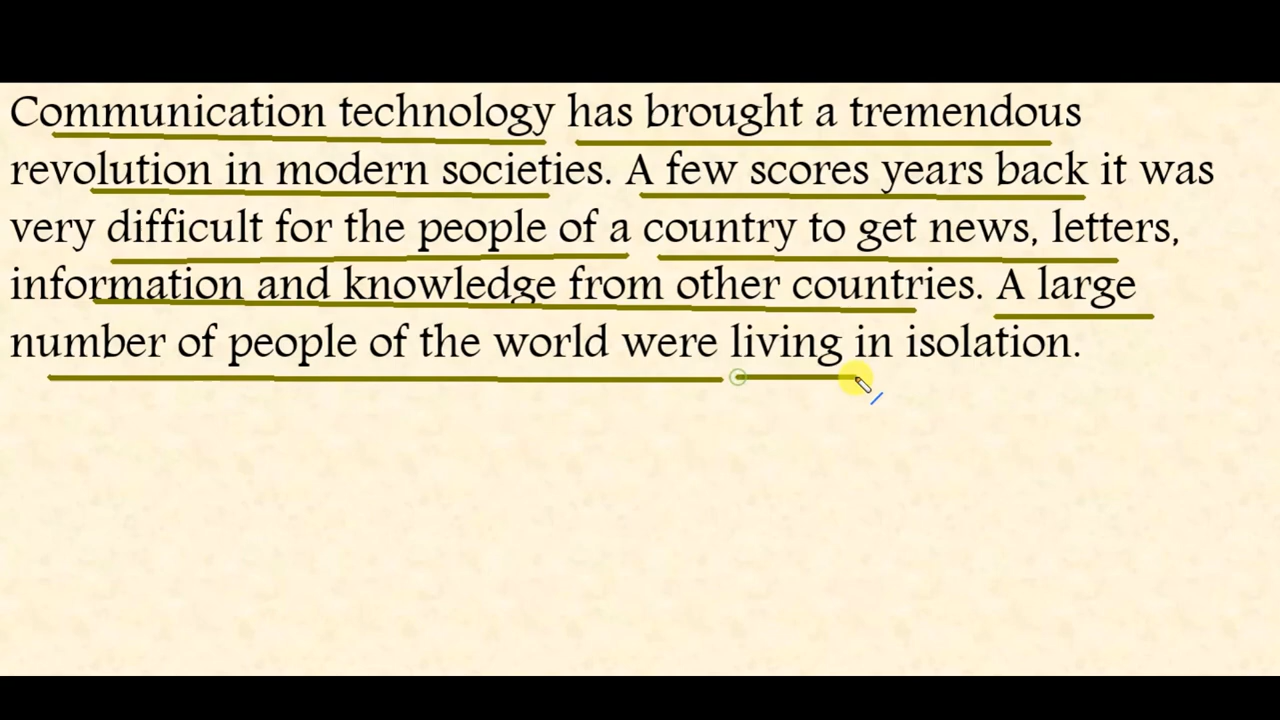 Communication technology has brought a tremendous
revolution in modern societies. A few scores years back it was
very difficult for the people of a country to get news, letters,
information and knowledge from other countries. A large
number of people of the world were living in isolation.